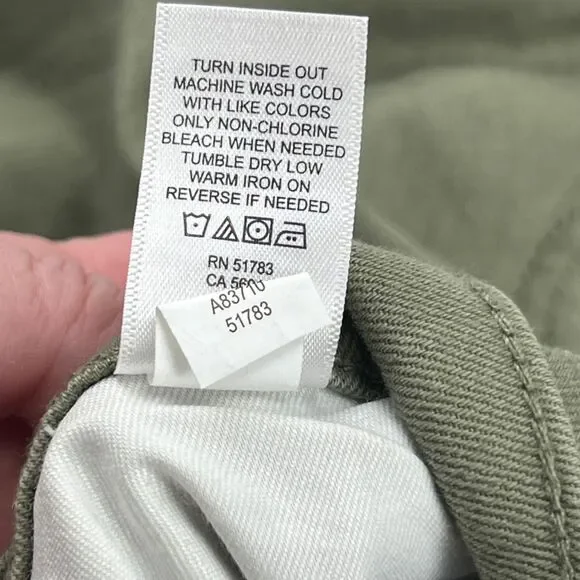 TURN INSIDE OUT
MACHINE WASH COLD
WITH LIKE COLORS
ONLY NON-CHLORINE
BLEACH WHEN NEEDED
TUMBLE DRY LOW
WARM IRON ON
REVERSE IF NEEDED
RN 51783
CA
51783